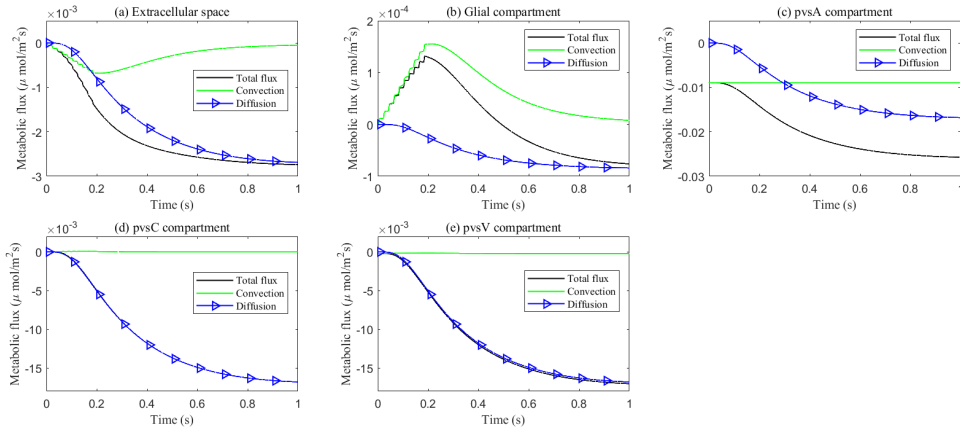 (a) Extracellular space
×10⁻³
0
-1
-2
-3
Metabolic flux (μ mol/m²s)
Total flux
Convection
Diffusion
0 0.2 0.4 0.6 0.8 1
Time (s)
(b) Glial compartment
×10⁻⁴
2
1
0
-1
Metabolic flux (μ mol/m²s)
Total flux
Convection
Diffusion
0 0.2 0.4 0.6 0.8 1
Time (s)
(c) pvsA compartment
0
-0.01
-0.02
-0.03
Metabolic flux (μ mol/m²s)
Total flux
Convection
Diffusion
0 0.2 0.4 0.6 0.8 1
Time (s)
(d) pvsC compartment
×10⁻³
0
-5
-10
-15
Metabolic flux (μ mol/m²s)
Total flux
Convection
Diffusion
0 0.2 0.4 0.6 0.8 1
Time (s)
(e) pvsV compartment
×10⁻³
0
-5
-10
-15
Metabolic flux (μ mol/m²s)
Total flux
Convection
Diffusion
0 0.2 0.4 0.6 0.8 1
Time (s)